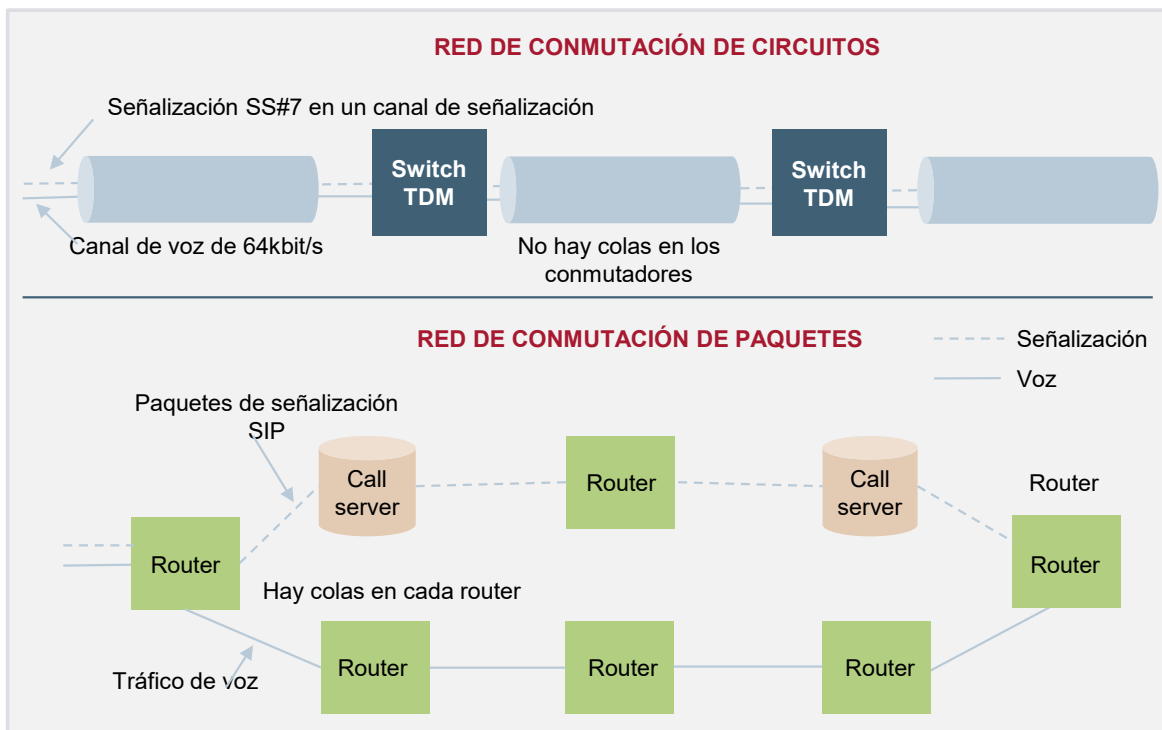 RED DE CONMUTACIÓN DE CIRCUITOS
Señalización SS#7 en un canal de señalización
Switch
TDM
Switch
TDM
Canal de voz de 64kbit/s
No hay colas en los
conmutadores
RED DE CONMUTACIÓN DE PAQUETES
Señalización
Voz
Paquetes de señalización
SIP
Call
server
Router
Call
server
Router
Router
Router
Hay colas en cada router
Router
Router
Router
Tráfico de voz